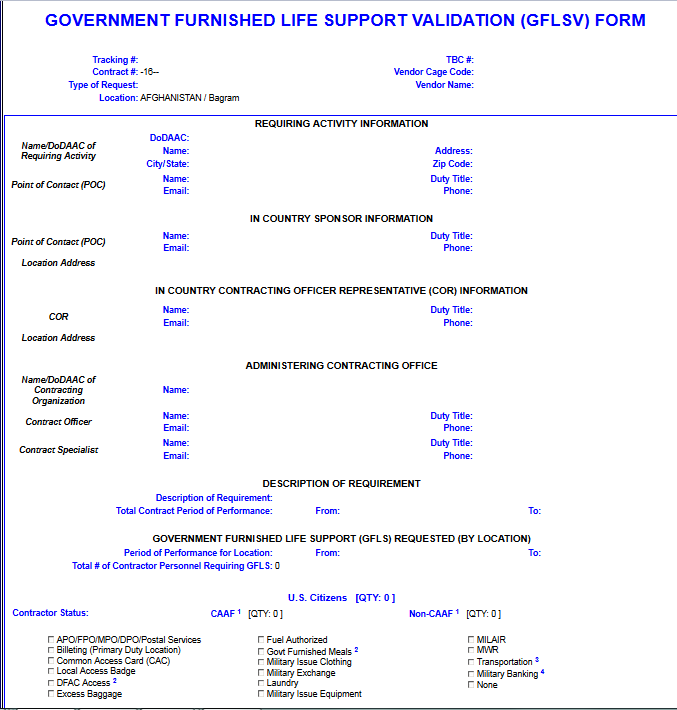 GOVERNMENT FURNISHED LIFE SUPPORT VALIDATION (GFLSV) FORM
Tracking #: TBC #:
Contract #: -16-- Vendor Cage Code:
Type of Request: Vendor Name:
Location: AFGHANISTAN / Bagram
REQUIRING ACTIVITY INFORMATION
Name/DoDAAC of
Requiring Activity
DoDAAC:
Name: Address:
City/State: Zip Code:
Point of Contact (POC)
Name: Duty Title:
Email: Phone:
IN COUNTRY SPONSOR INFORMATION
Point of Contact (POC)
Name: Duty Title:
Email: Phone:
Location Address
IN COUNTRY CONTRACTING OFFICER REPRESENTATIVE (COR) INFORMATION
COR
Name: Duty Title:
Email: Phone:
Location Address
ADMINISTERING CONTRACTING OFFICE
Name/DoDAAC of
Contracting
Organization
Name:
Contract Officer
Name: Duty Title:
Email: Phone:
Contract Specialist
Name: Duty Title:
Email: Phone:
DESCRIPTION OF REQUIREMENT
Description of Requirement:
Total Contract Period of Performance: From: To:
GOVERNMENT FURNISHED LIFE SUPPORT (GFLS) REQUESTED (BY LOCATION)
Period of Performance for Location: From: To:
Total # of Contractor Personnel Requiring GFLS: 0
U.S. Citizens [QTY: 0 ]
Contractor Status: CAAF 1 [QTY: 0 ] Non-CAAF 1 [QTY: 0 ]
APO/FPO/MPO/DPO/Postal Services Fuel Authorized MILAIR
Billeting (Primary Duty Location) Govt Furnished Meals 2 MWR
Common Access Card (CAC) Military Issue Clothing Transportation 3
Local Access Badge Military Exchange Military Banking 4
DFAC Access 2 Laundry None
Excess Baggage Military Issue Equipment